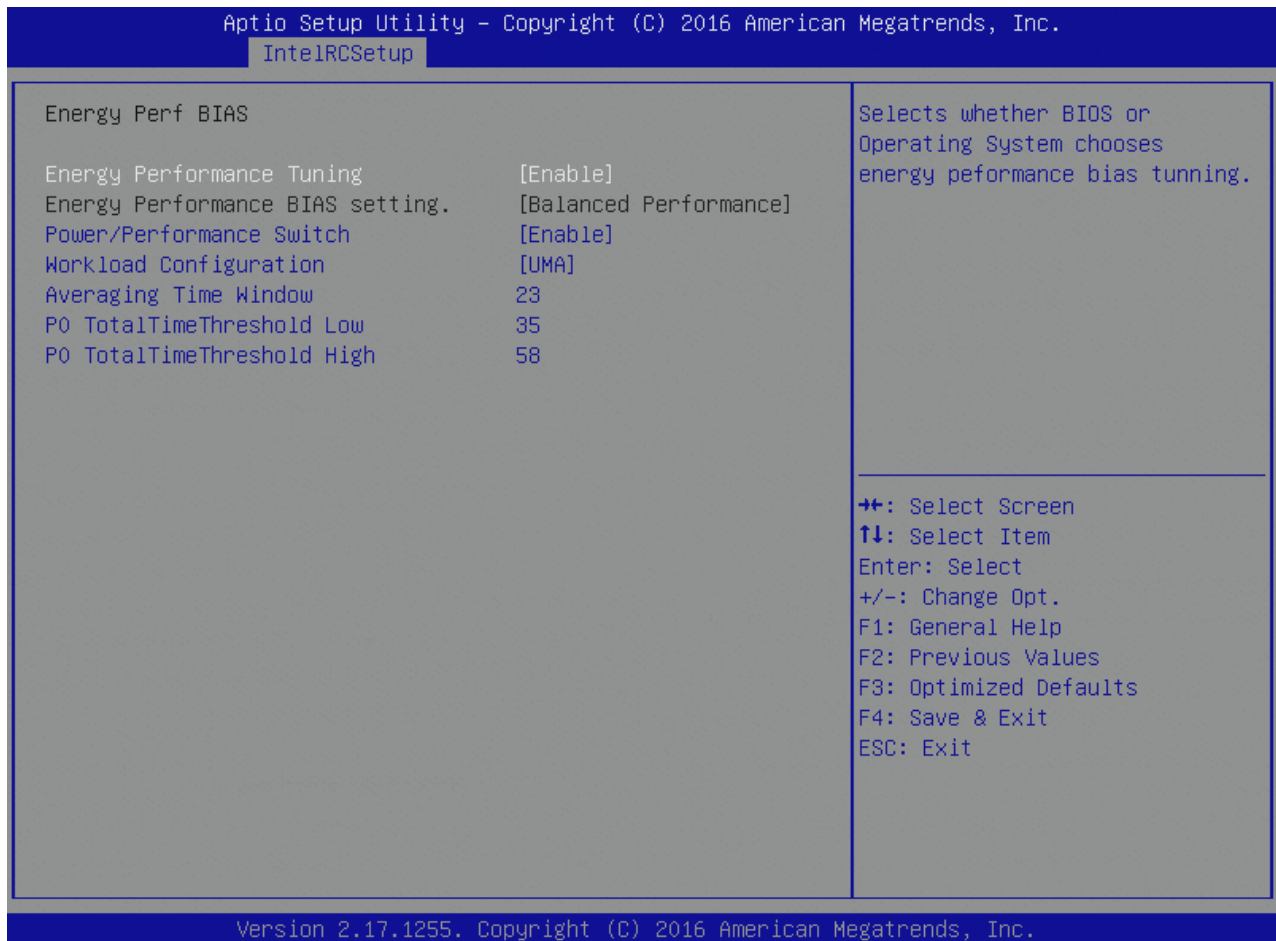 Aptio Setup Utility – Copyright (C) 2016 American Megatrends, Inc.
IntelRCSetup
Energy Perf BIAS
Energy Performance Tuning [Enable]
Energy Performance BIAS setting. [Balanced Performance]
Power/Performance Switch [Enable]
Workload Configuration [UMA]
Averaging Time Window 23
P0 TotalTimeThreshold Low 35
P0 TotalTimeThreshold High 58
Selects whether BIOS or
Operating System chooses
energy peformance bias tunning.
→←: Select Screen
↑↓: Select Item
Enter: Select
+/-: Change Opt.
F1: General Help
F2: Previous Values
F3: Optimized Defaults
F4: Save & Exit
ESC: Exit
Version 2.17.1255. Copyright (C) 2016 American Megatrends, Inc.